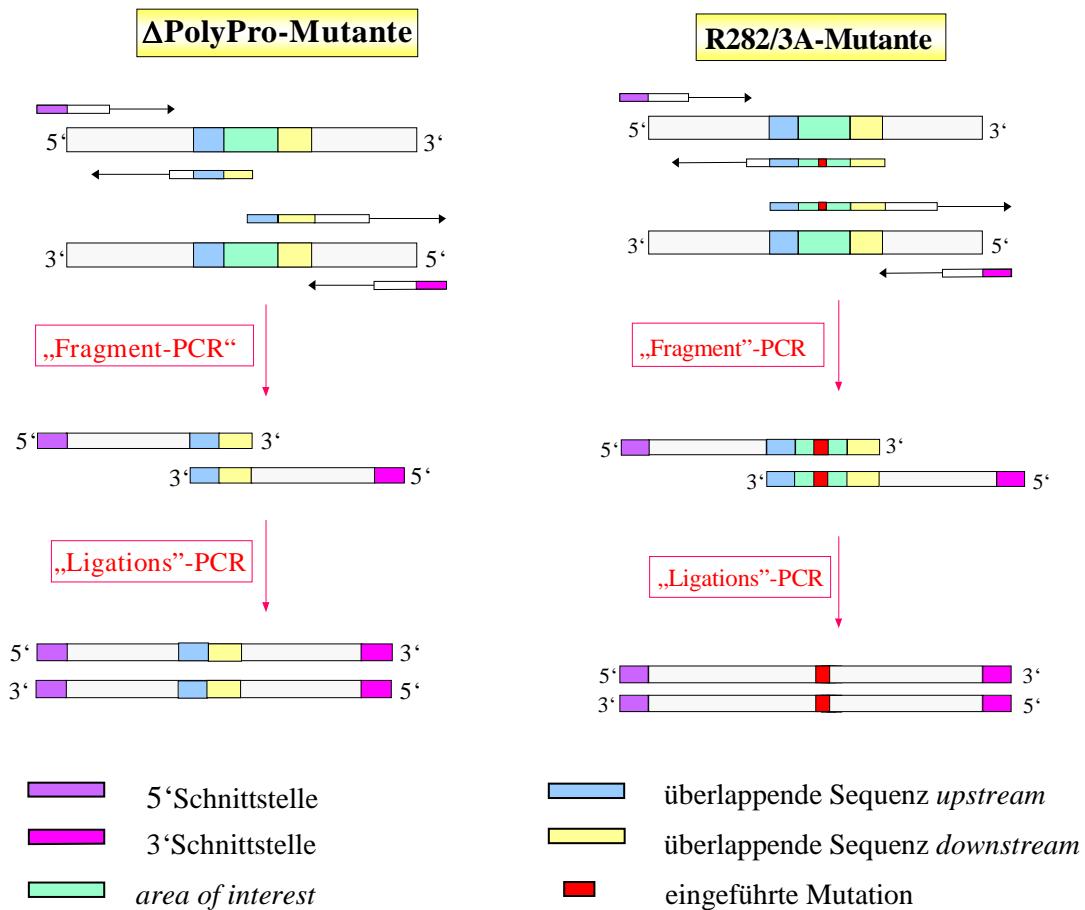 ΔPolyPro-Mutante
R282/3A-Mutante
5‘
3‘
5‘
3‘
3‘
5‘
3‘
5‘
„Fragment-PCR“
„Fragment”-PCR
5‘
3‘
3‘
5‘
5‘
3‘
3‘
5‘
„Ligations”-PCR
„Ligations”-PCR
5‘
3‘
3‘
5‘
5‘
3‘
3‘
5‘
5‘Schnittstelle
3‘Schnittstelle
area of interest
überlappende Sequenz upstream
überlappende Sequenz downstream
eingeführte Mutation